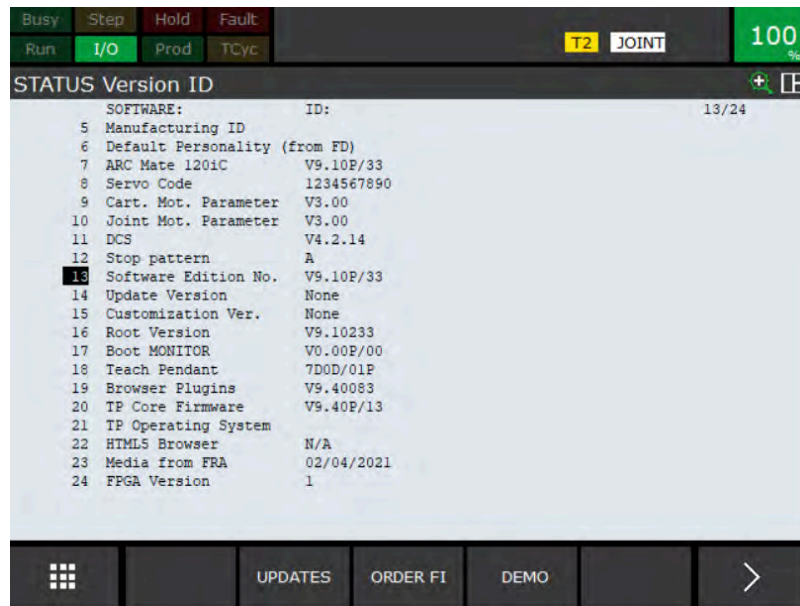 Busy Step Hold Fault
Run I/O Prod TCyc T2 JOINT 100 %
STATUS Version ID
SOFTWARE: ID: 13/24
5 Manufacturing ID
6 Default Personality (from FD)
7 ARC Mate 120iC V9.10P/33
8 Servo Code 1234567890
9 Cart. Mot. Parameter V3.00
10 Joint Mot. Parameter V3.00
11 DCS V4.2.14
12 Stop pattern A
13 Software Edition No. V9.10P/33
14 Update Version None
15 Customization Ver. None
16 Root Version V9.10233
17 Boot MONITOR V0.00P/00
18 Teach Pendant 7D0D/01P
19 Browser Plugins V9.40083
20 TP Core Firmware V9.40P/13
21 TP Operating System
22 HTML5 Browser N/A
23 Media from FRA 02/04/2021
24 FPGA Version 1
UPDATES ORDER FI DEMO >